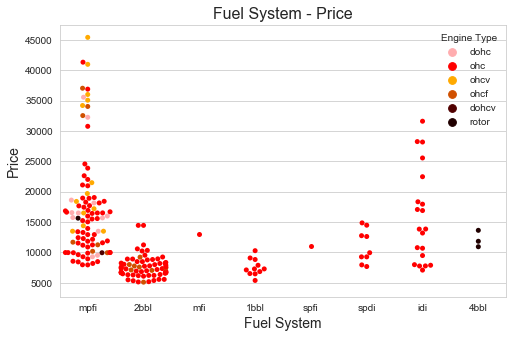 Fuel System - Price
Engine Type
dohc
ohc
ohcv
ohcf
dohcv
rotor
Price
45000
40000
35000
30000
25000
20000
15000
10000
5000
mpfi 2bbl mfi 1bbl spfi spdi idi 4bbl
Fuel System